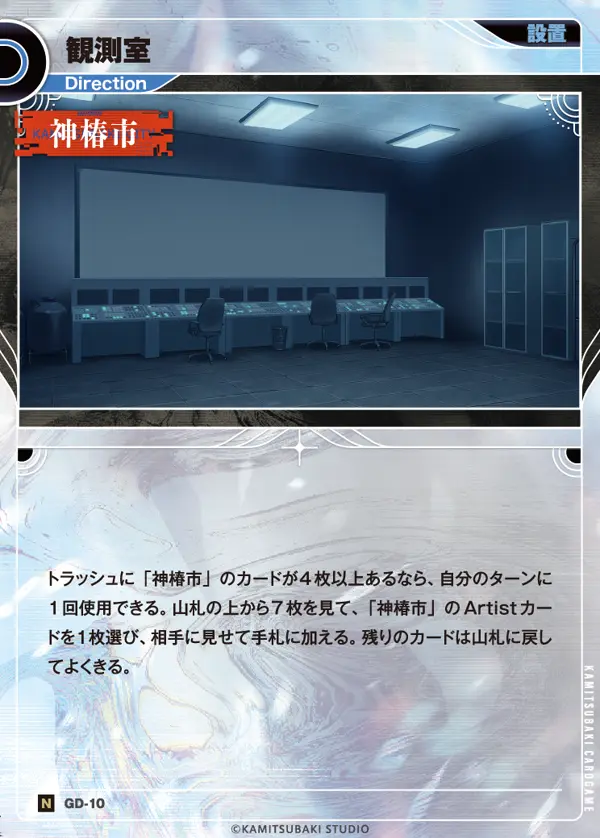 観測室
設置
Direction
神椿市
トラッシュに「神椿市」のカードが4枚以上あるなら、自分のターンに
1回使用できる。山札の上から7枚を見て、「神椿市」のArtistカー
ドを1枚選び、相手に見せて手札に加える。残りのカードは山札に戻し
てよくきる。
KAMITSUBAKI CARDGAME
N GD-10
©KAMITSUBAKI STUDIO